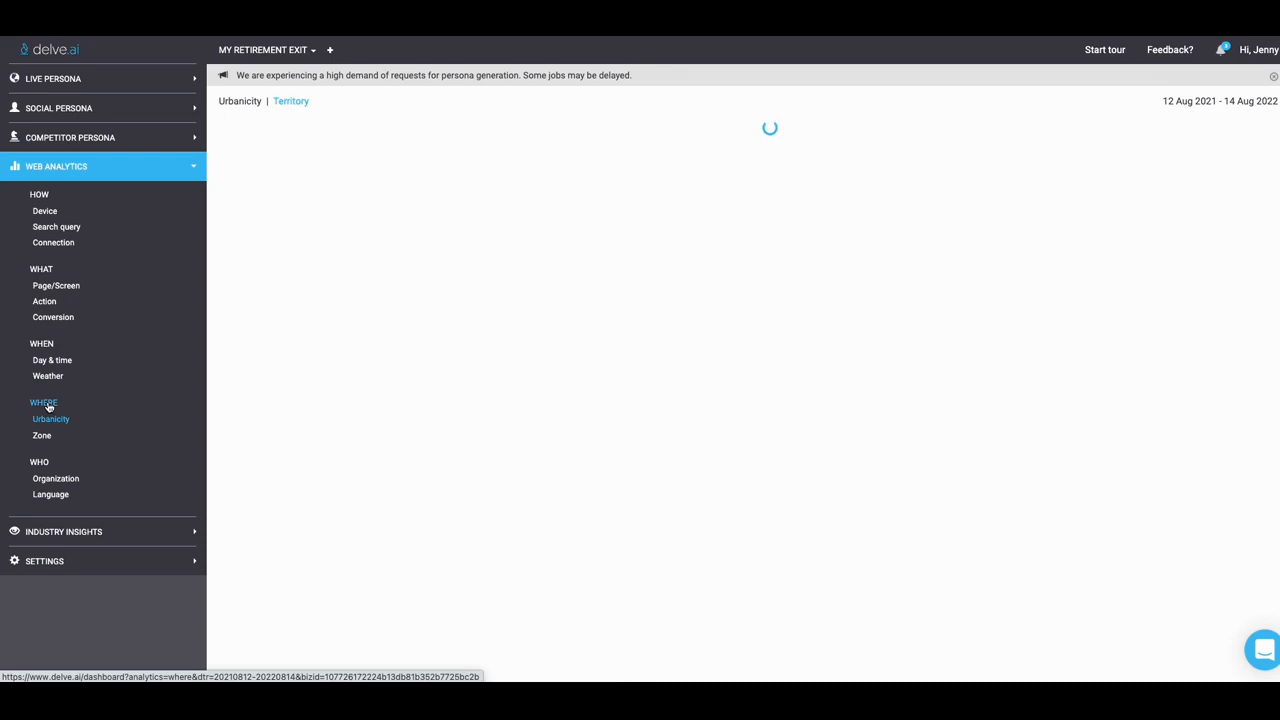 delve.ai
MY RETIREMENT EXIT +
Start tour
Feedback?
Hi, Jenny
We are experiencing a high demand of requests for persona generation. Some jobs may be delayed.
Urbanicity | Territory
12 Aug 2021 - 14 Aug 2022
LIVE PERSONA
SOCIAL PERSONA
COMPETITOR PERSONA
WEB ANALYTICS
HOW
Device
Search query
Connection
WHAT
Page/Screen
Action
Conversion
WHEN
Day & time
Weather
WHERE
Urbanicity
Zone
WHO
Organization
Language
INDUSTRY INSIGHTS
SETTINGS
https://www.delve.ai/dashboard?analytics=where&dtr=20210812-20220814&bizid=107726172224b13db81b352b7725bc2b